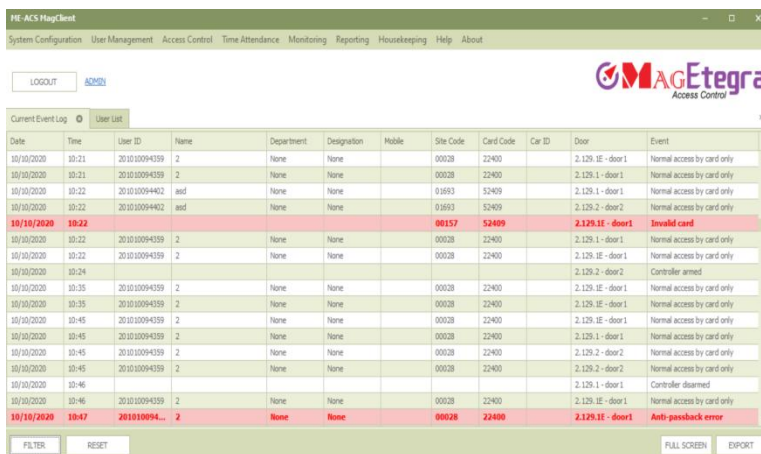 ME-ACS MagClient
System Configuration User Management Access Control Time Attendance Monitoring Reporting Housekeeping Help About
LOGOUT ADMIN
MAGEtegra
Access Control
Current Event Log User List
Date Time User ID Name Department Designation Mobile Site Code Card Code Car ID Door Event
10/10/2020 10:21 201010094359 2 None None 00028 22400 2.129.1E - door1 Normal access by card only
10/10/2020 10:21 201010094359 2 None None 00028 22400 2.129.1 - door1 Normal access by card only
10/10/2020 10:22 201010094402 asd None None 01693 52409 2.129.1 - door1 Normal access by card only
10/10/2020 10:22 201010094402 asd None None 01693 52409 2.129.2 - door2 Normal access by card only
10/10/2020 10:22 00157 52409 2.129.1E - door1 Invalid card
10/10/2020 10:22 201010094359 2 None None 00028 22400 2.129.1 - door1 Normal access by card only
10/10/2020 10:22 201010094359 2 None None 00028 22400 2.129.1E - door1 Normal access by card only
10/10/2020 10:24 2.129.2 - door2 Controller armed
10/10/2020 10:35 201010094359 2 None None 00028 22400 2.129.1E - door1 Normal access by card only
10/10/2020 10:35 201010094359 2 None None 00028 22400 2.129.1E - door1 Normal access by card only
10/10/2020 10:45 201010094359 2 None None 00028 22400 2.129.1E - door1 Normal access by card only
10/10/2020 10:45 201010094359 2 None None 00028 22400 2.129.1 - door1 Normal access by card only
10/10/2020 10:45 201010094359 2 None None 00028 22400 2.129.2 - door2 Normal access by card only
10/10/2020 10:45 201010094359 2 None None 00028 22400 2.129.2 - door2 Normal access by card only
10/10/2020 10:46 2.129.1 - door1 Controller disarmed
10/10/2020 10:46 201010094359 2 None None 00028 22400 2.129.1E - door1 Normal access by card only
10/10/2020 10:47 201010094... 2 None None 00028 22400 2.129.1E - door1 Anti-passback error
FILTER RESET FULL SCREEN EXPORT